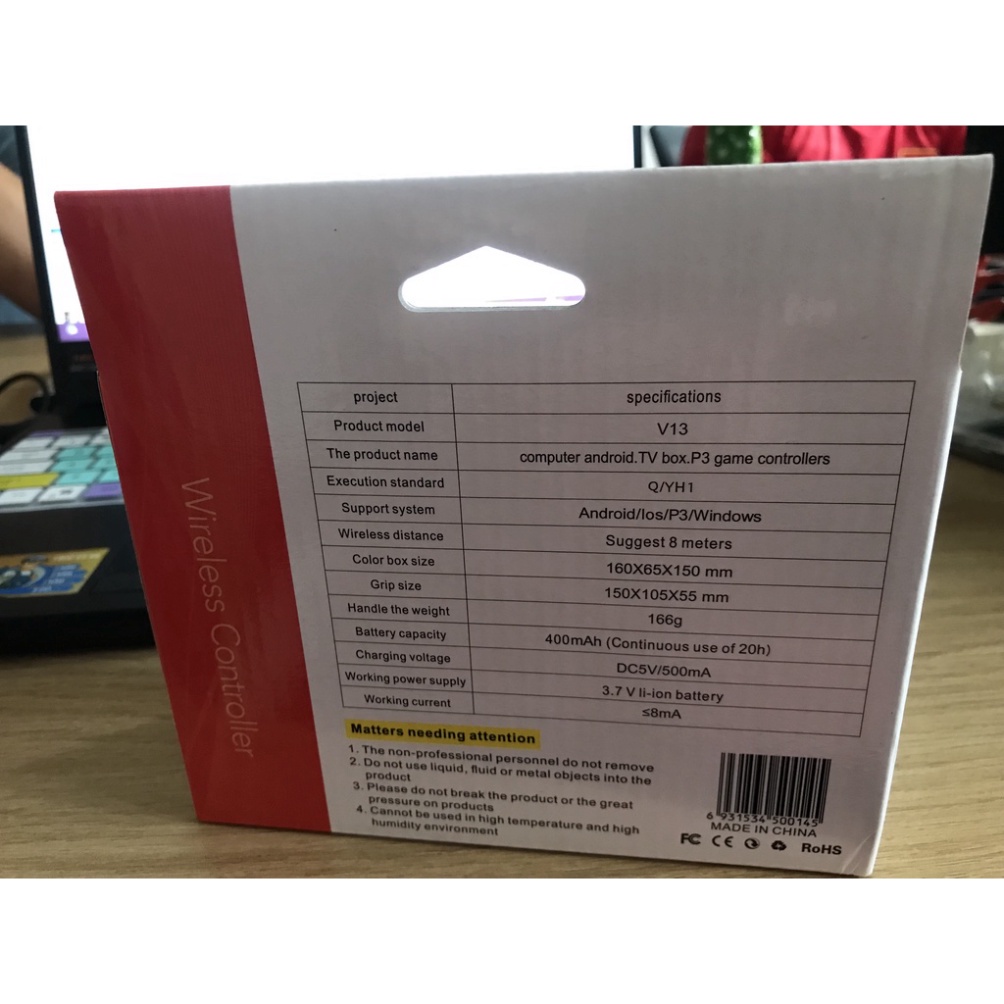 project specifications
Product model V13
The product name computer android.TV box.P3 game controllers
Execution standard Q/YH1
Support system Android/Ios/P3/Windows
Wireless distance Suggest 8 meters
Color box size 160X65X150 mm
Grip size 150X105X55 mm
Handle the weight 166g
Battery capacity 400mAh (Continuous use of 20h)
Charging voltage DC5V/500mA
Working power supply 3.7 V li-ion battery
Working current ≤8mA
Wireless Controller
Matters needing attention
1. The non-professional personnel do not remove
2. Do not use liquid, fluid or metal objects into the
product
3. Please do not break the product or the great
pressure on products
4. Cannot be used in high temperature and high
humidity environment
6 931534 500145
MADE IN CHINA
FC CE RoHS